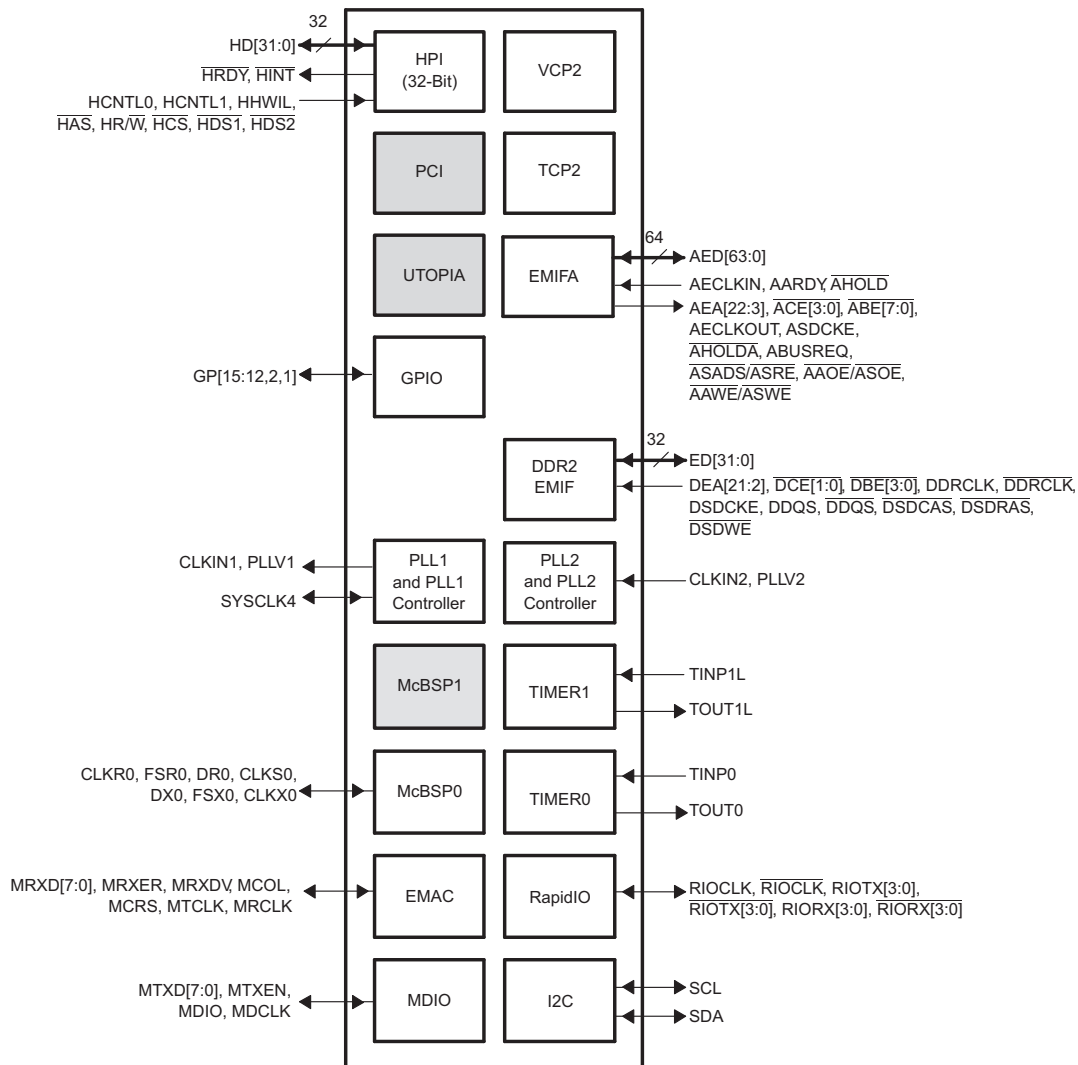 32
HD[31:0]
HRDY, HINT
HCNTL0, HCNTL1, HHWIL,
HAS, HR/W, HCS, HDS1, HDS2
HPI
(32-Bit)
VCP2
PCI
TCP2
UTOPIA
EMIFA
64
AED[63:0]
AECLKIN, AARDY, AHOLD
AEA[22:3], ACE[3:0], ABE[7:0],
AECLKOUT, ASDCKE,
AHOLDA, ABUSREQ,
ASADS/ASRE, AAOE/ASOE,
AAWE/ASWE
GP[15:12,2,1]
GPIO
DDR2
EMIF
32
ED[31:0]
DEA[21:2], DCE[1:0], DBE[3:0], DDRCLK, DDRCLK,
DSDCKE, DDQS, DDQS, DSDCAS, DSDRAS,
DSDWE
CLKIN1, PLLV1
SYSCLK4
PLL1
and PLL1
Controller
PLL2
and PLL2
Controller
CLKIN2, PLLV2
McBSP1
TIMER1
TINP1L
TOUT1L
CLKR0, FSR0, DR0, CLKS0,
DX0, FSX0, CLKX0
McBSP0
TIMER0
TINP0
TOUT0
MRXD[7:0], MRXER, MRXDV, MCOL,
MCRS, MTCLK, MRCLK
EMAC
RapidIO
RIOCLK, RIOCLK, RIOTX[3:0],
RIOTX[3:0], RIORX[3:0], RIORX[3:0]
MTXD[7:0], MTXEN,
MDIO, MDCLK
MDIO
I2C
SCL
SDA